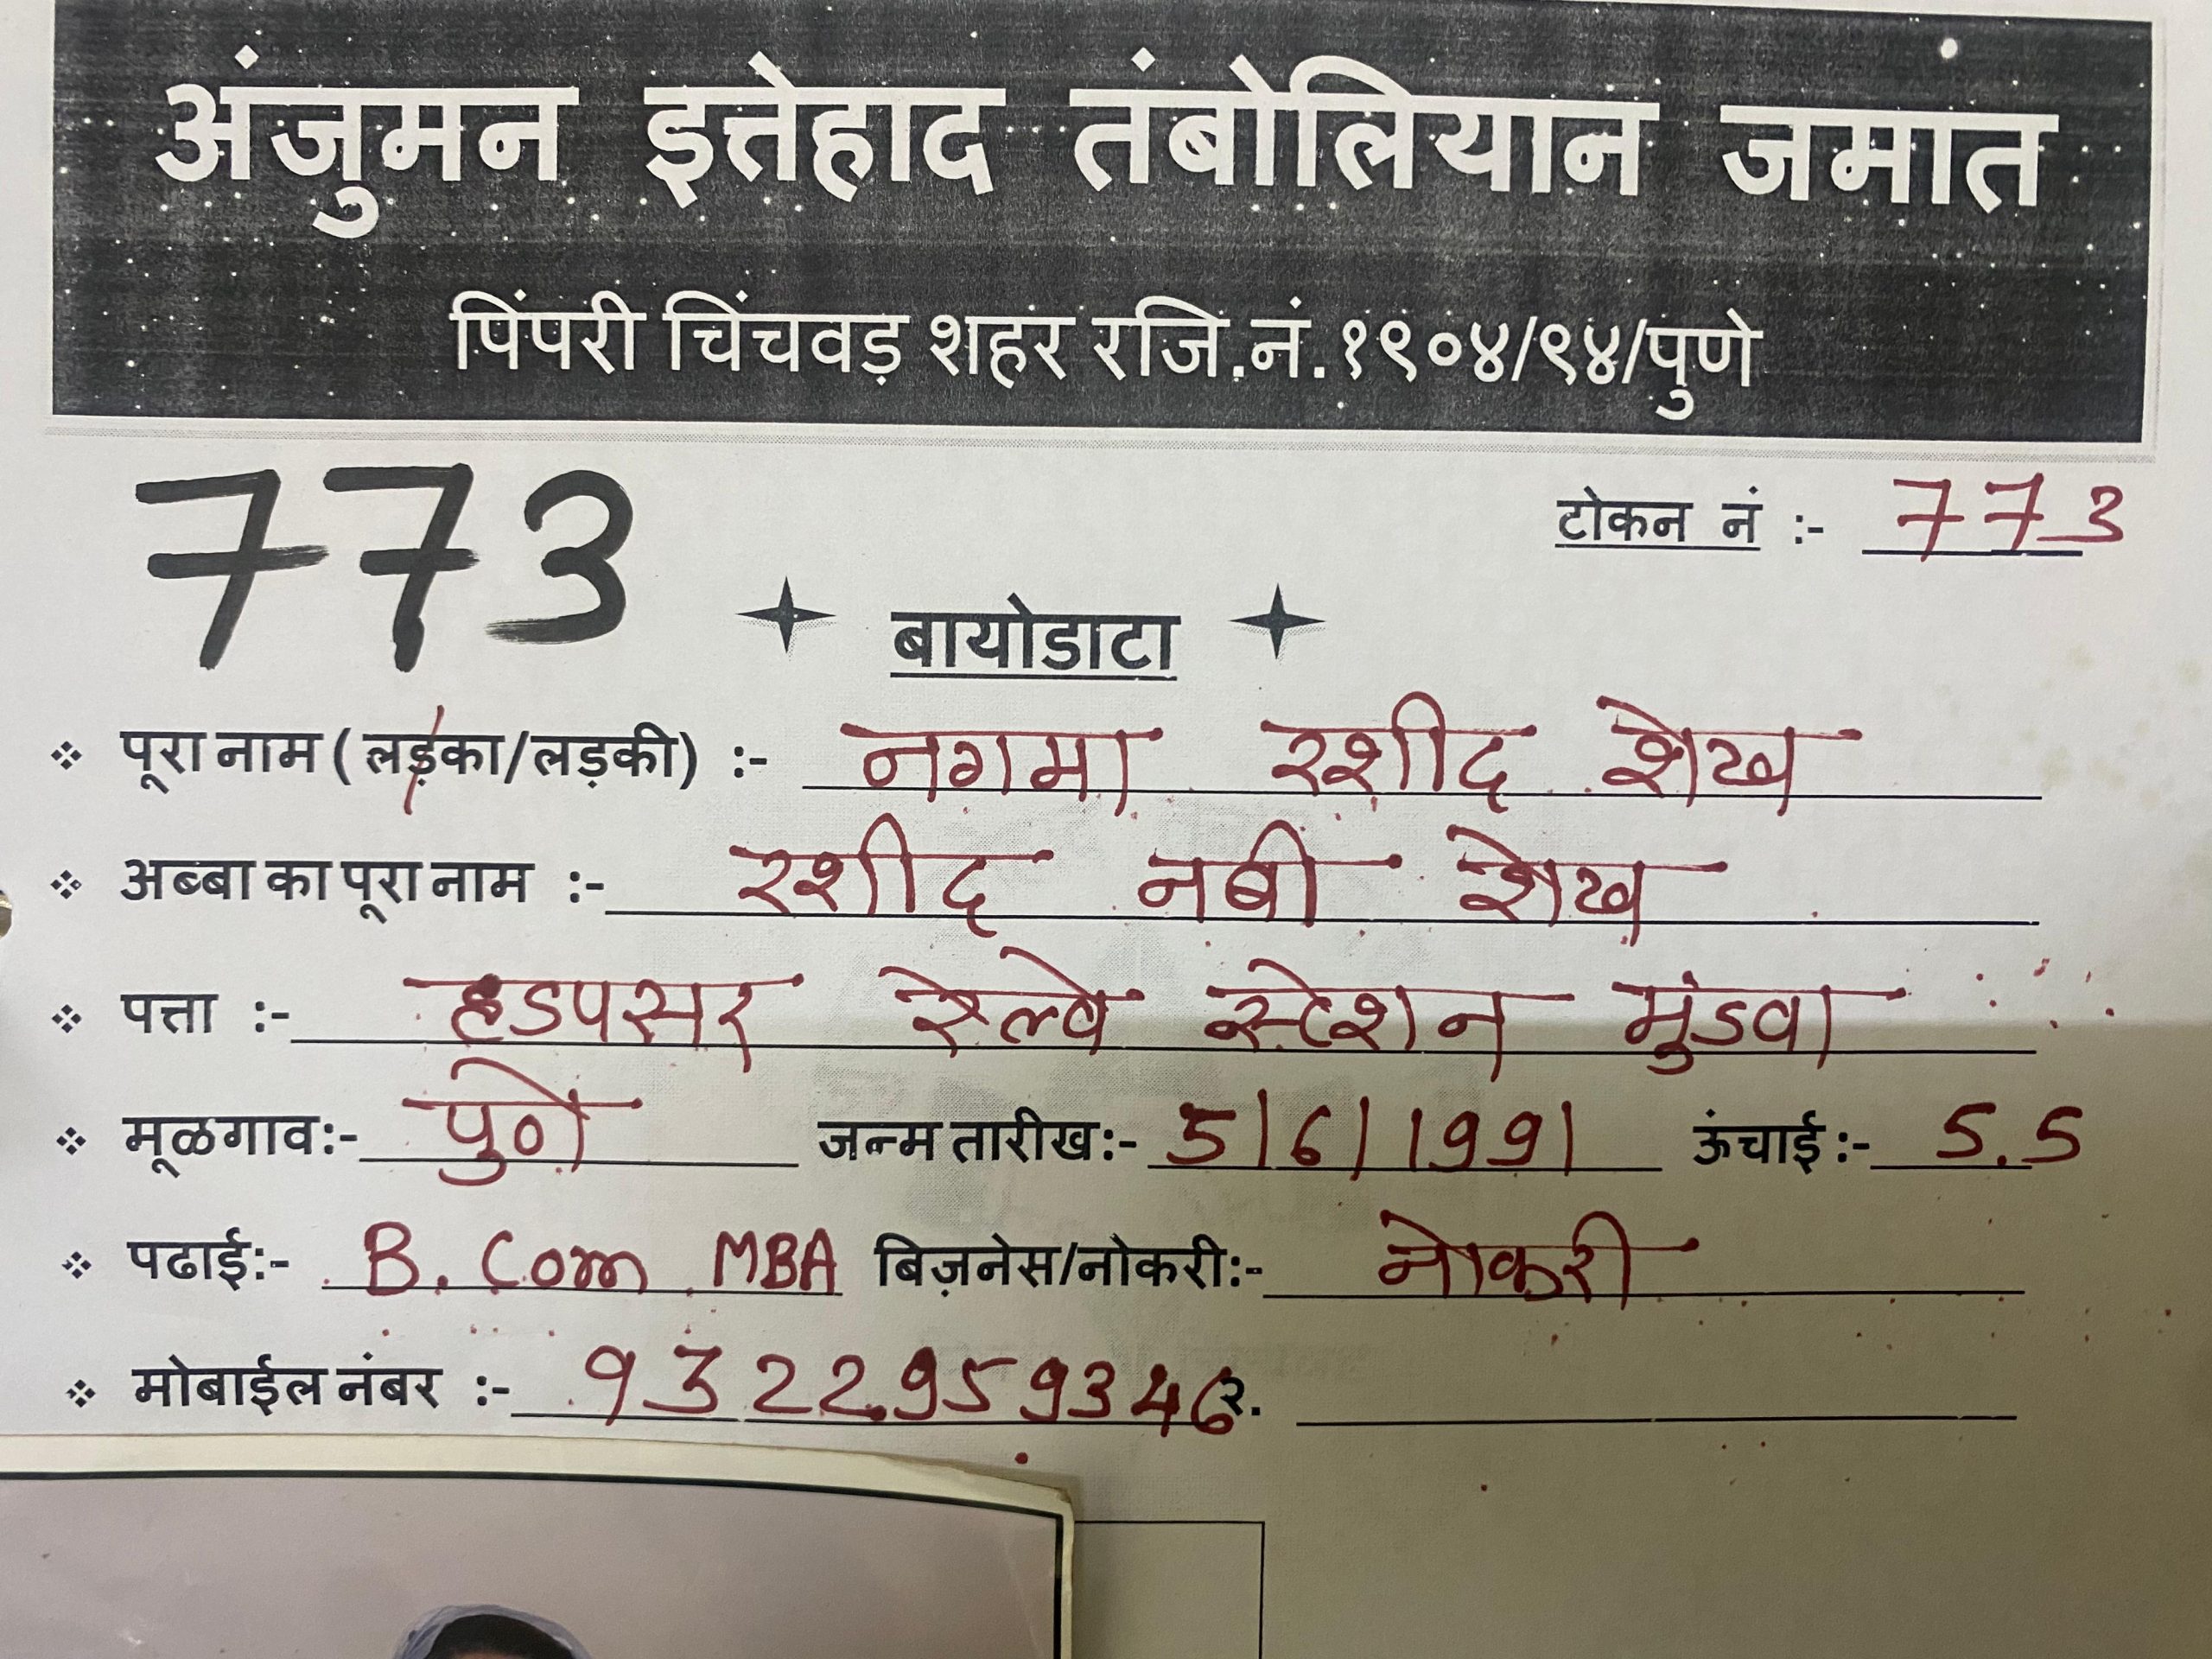 अंजुमन इत्तेहाद तंबोलियान जमात
पिंपरी चिंचवड़ शहर रजि.नं.१९०४/९४/पुणे
773
टोकन नं :- 773
बायोडाटा
पूरा नाम ( लड़का/लड़की) :- नगमा रशीद शेख
अब्बा का पूरा नाम :- रशीद नबी शेख
पत्ता :- हडपसर रेल्वे स्टेशन मुंडवा
मूळगाव:- पुणे जन्म तारीख:- 5/6/1991 ऊंचाई :- 5.5
पढाई:- B. Com MBA बिज़नेस/नोकरी:- नोकरी
मोबाईल नंबर :- 9322959346 २.